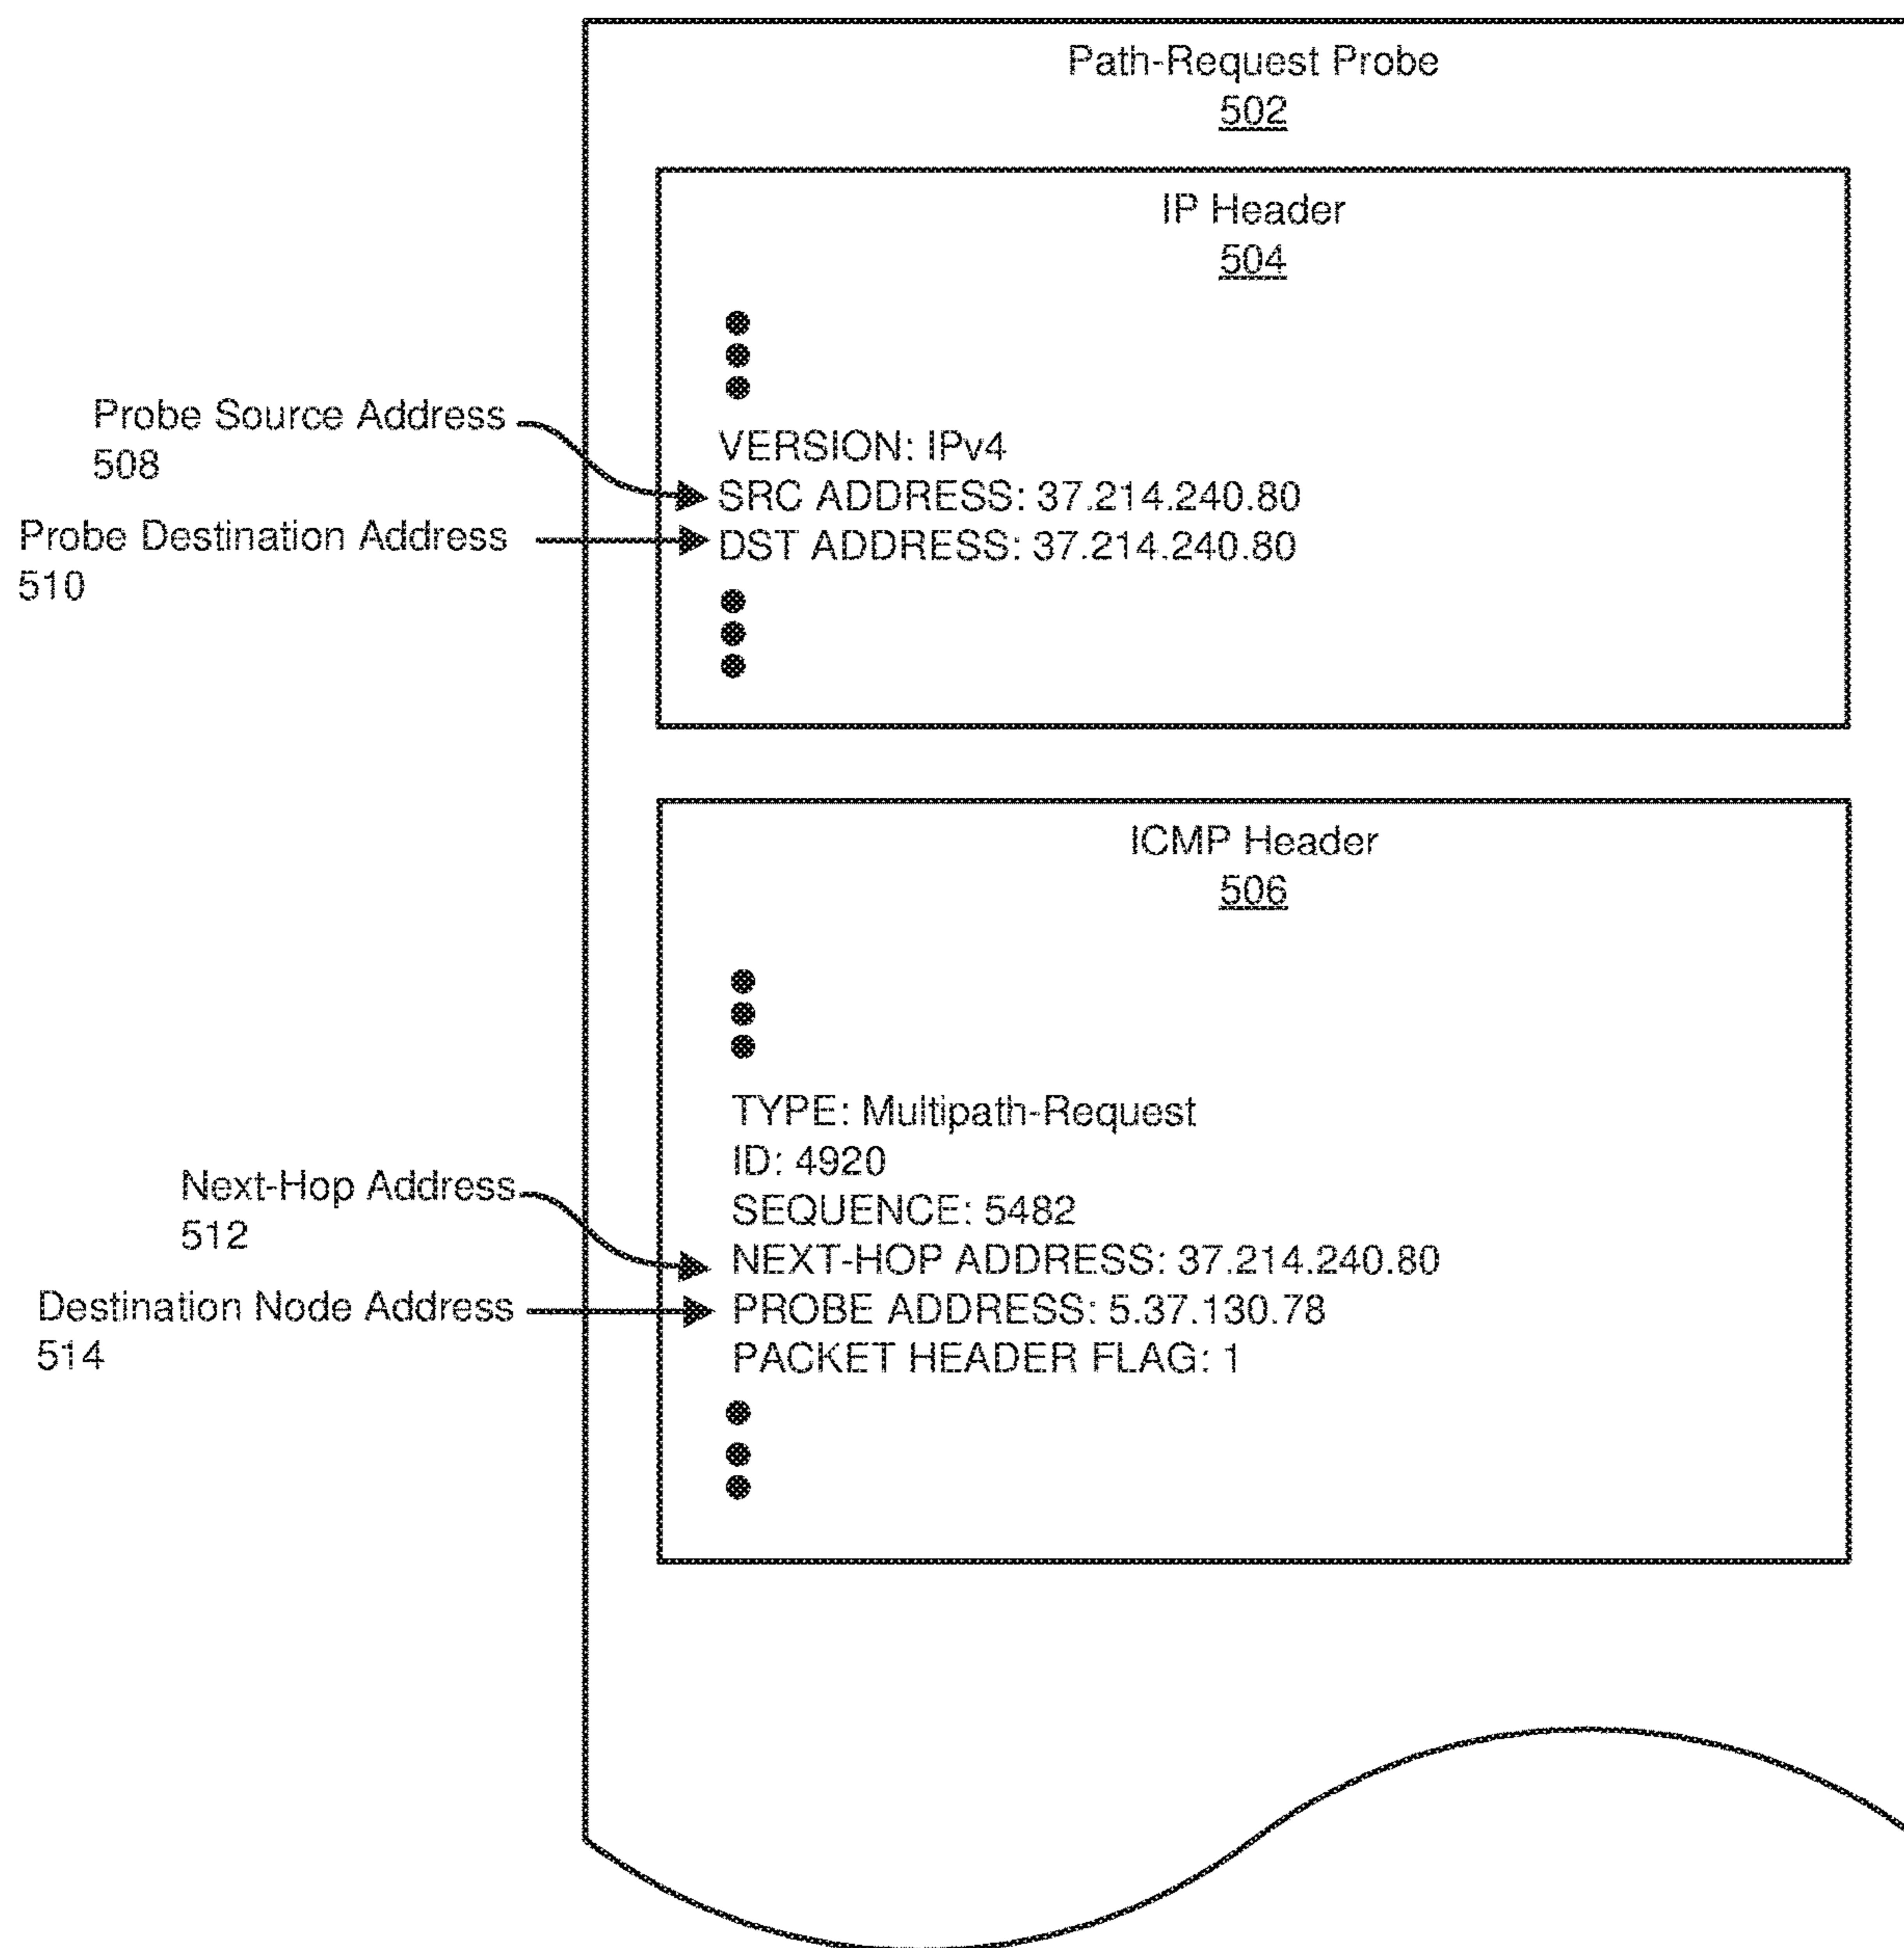 Path-Request Probe
502
IP Header
504
Probe Source Address
508
Probe Destination Address
510
VERSION: IPv4
SRC ADDRESS: 37.214.240.80
DST ADDRESS: 37.214.240.80
ICMP Header
506
Next-Hop Address
512
Destination Node Address
514
TYPE: Multipath-Request
ID: 4920
SEQUENCE: 5482
NEXT-HOP ADDRESS: 37.214.240.80
PROBE ADDRESS: 5.37.130.78
PACKET HEADER FLAG: 1